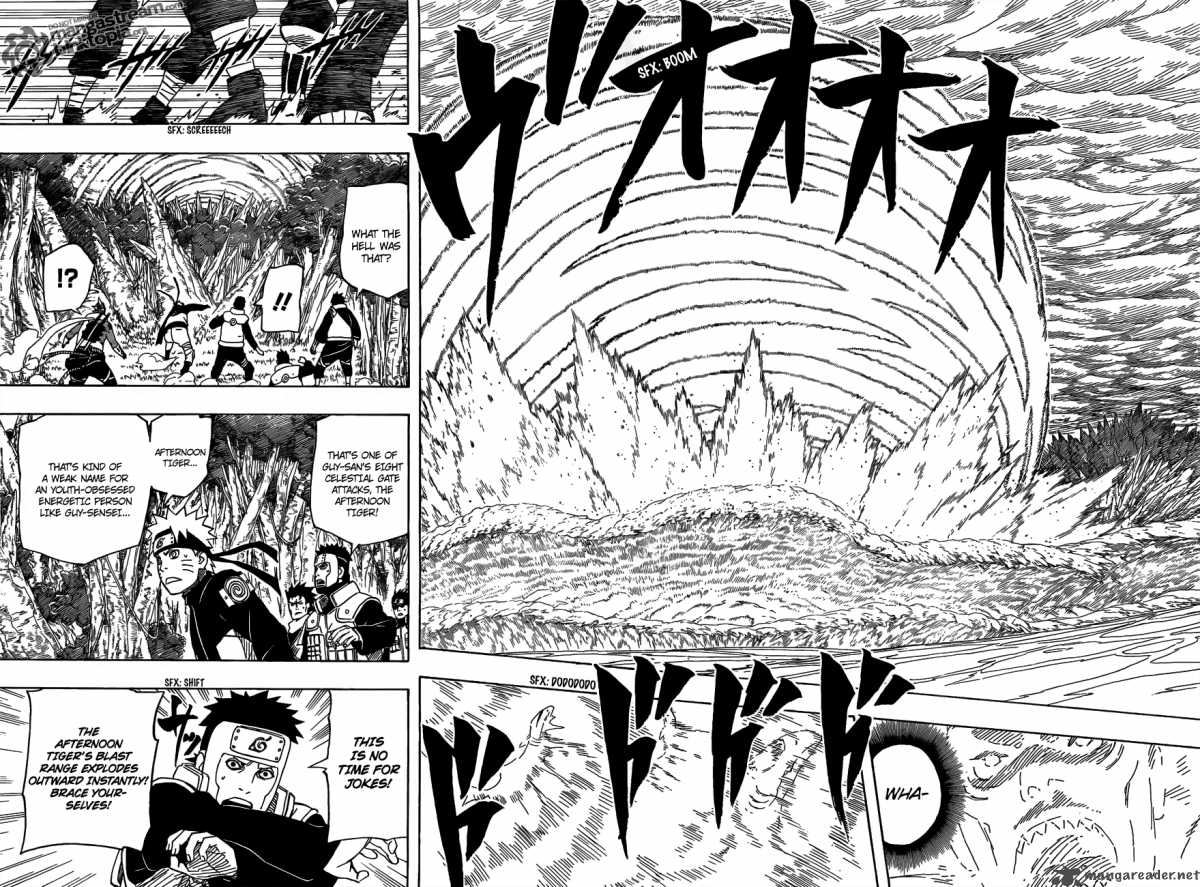 ヴオオオオオ
SFX: BOOM
SFX: DODODODO
ドドドド
WHA-
SFX: SCREEEEECH
WHAT THE
HELL WAS
THAT?
!!
!?
THAT'S ONE OF
GUY-SAN'S EIGHT
CELESTIAL GATE
ATTACKS, THE
AFTERNOON
TIGER!
AFTERNOON
TIGER...
THAT'S KIND OF
A WEAK NAME FOR
AN YOUTH-OBSESSED
ENERGETIC PERSON
LIKE GUY-SENSEI...
SFX: SHIFT
THIS
IS NO
TIME FOR
JOKES!
THE
AFTERNOON
TIGER'S BLAST
RANGE EXPLODES
OUTWARD INSTANTLY!
BRACE YOUR-
SELVES!
mangareader.net